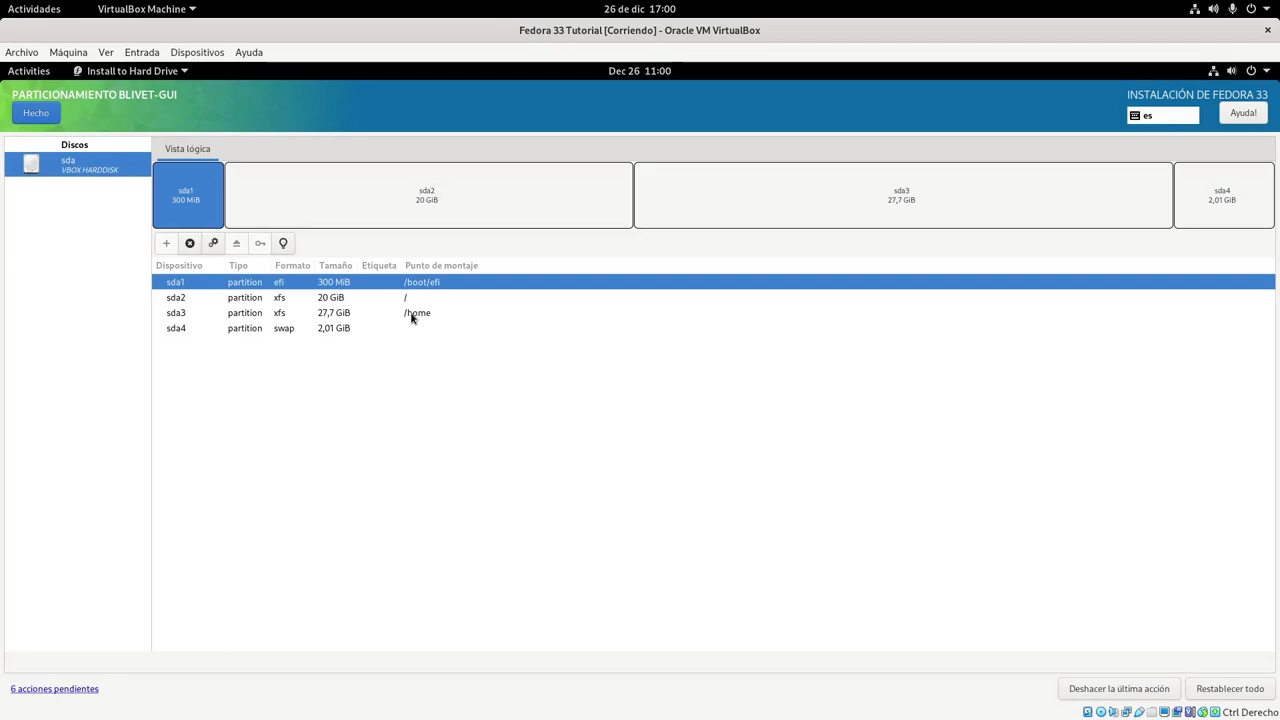 Actividades VirtualBox Machine 26 de dic 17:00
Fedora 33 Tutorial [Corriendo] - Oracle VM VirtualBox
Archivo Máquina Ver Entrada Dispositivos Ayuda
Activities Install to Hard Drive Dec 26 11:00
PARTICIONAMIENTO BLIVET-GUI INSTALACIÓN DE FEDORA 33
Hecho es Ayuda!
Discos Vista lógica
sda
VBOX HARDDISK
sda1 sda2 sda3 sda4
300 MiB 20 GiB 27,7 GiB 2,01 GiB
Dispositivo Tipo Formato Tamaño Etiqueta Punto de montaje
sda1 partition efi 300 MiB /boot/efi
sda2 partition xfs 20 GiB /
sda3 partition xfs 27,7 GiB /home
sda4 partition swap 2,01 GiB
6 acciones pendientes Deshacer la última acción Restablecer todo
Ctrl Derecho